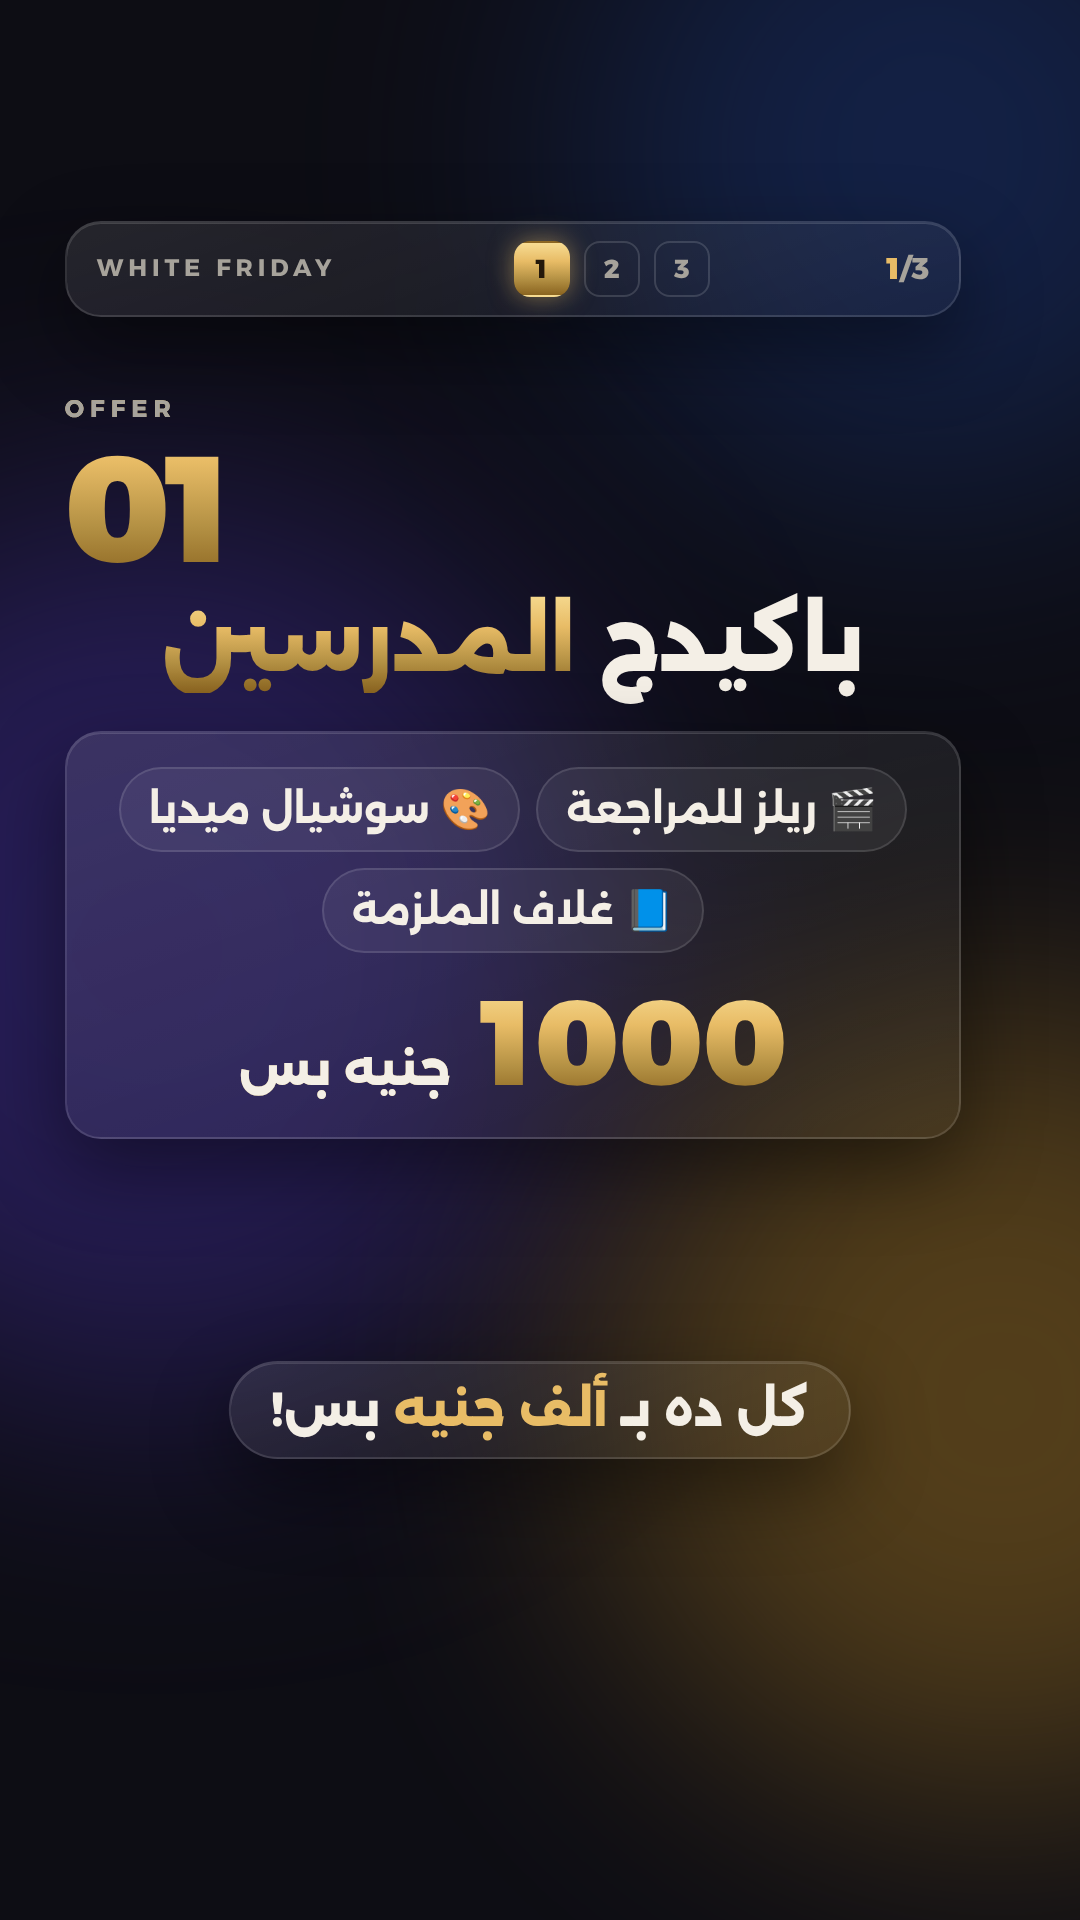 WHITE FRIDAY 1 2 3 1/3
OFFER
01
باكيدج المدرسين
🎬 ريلز للمراجعة 🎨 سوشيال ميديا
📘 غلاف الملزمة
1000 جنيه بس
كل ده بـ ألف جنيه بس!